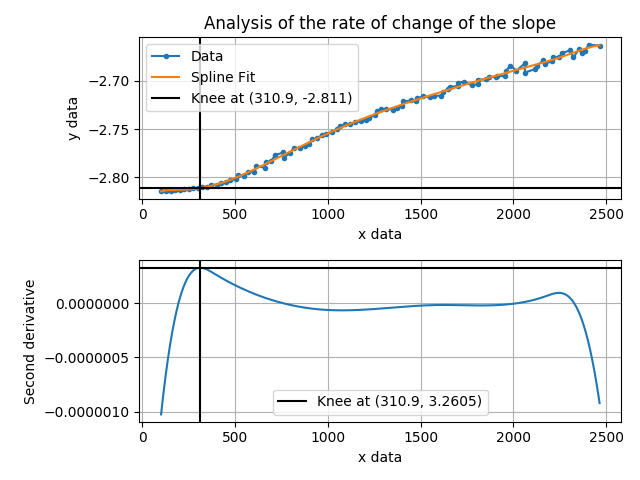 Analysis of the rate of change of the slope
Data
Spline Fit
Knee at (310.9, -2.811)
y data
−2.70
−2.75
−2.80
0 500 1000 1500 2000 2500
x data
Second derivative
0.0000000
−0.0000005
−0.0000010
Knee at (310.9, 3.2605)
0 500 1000 1500 2000 2500
x data